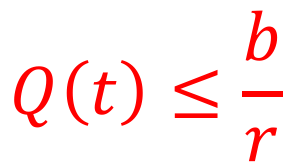 Q(t) ≤ b/r